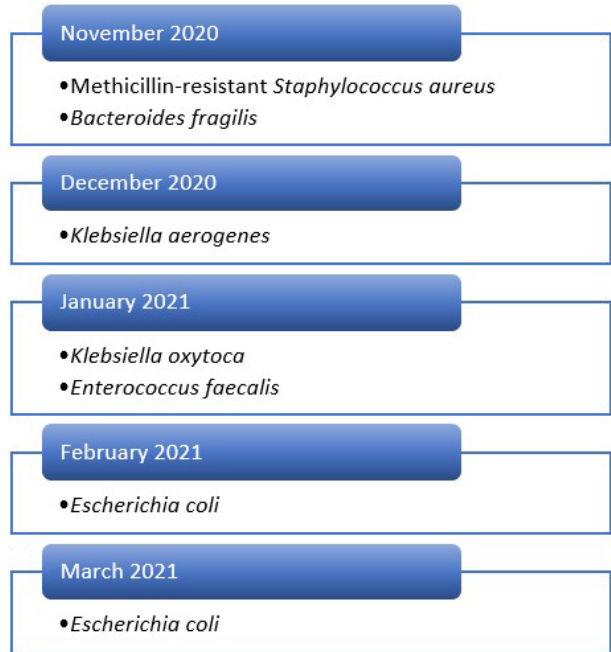 November 2020
•Methicillin-resistant Staphylococcus aureus
•Bacteroides fragilis
December 2020
•Klebsiella aerogenes
January 2021
•Klebsiella oxytoca
•Enterococcus faecalis
February 2021
•Escherichia coli
March 2021
•Escherichia coli